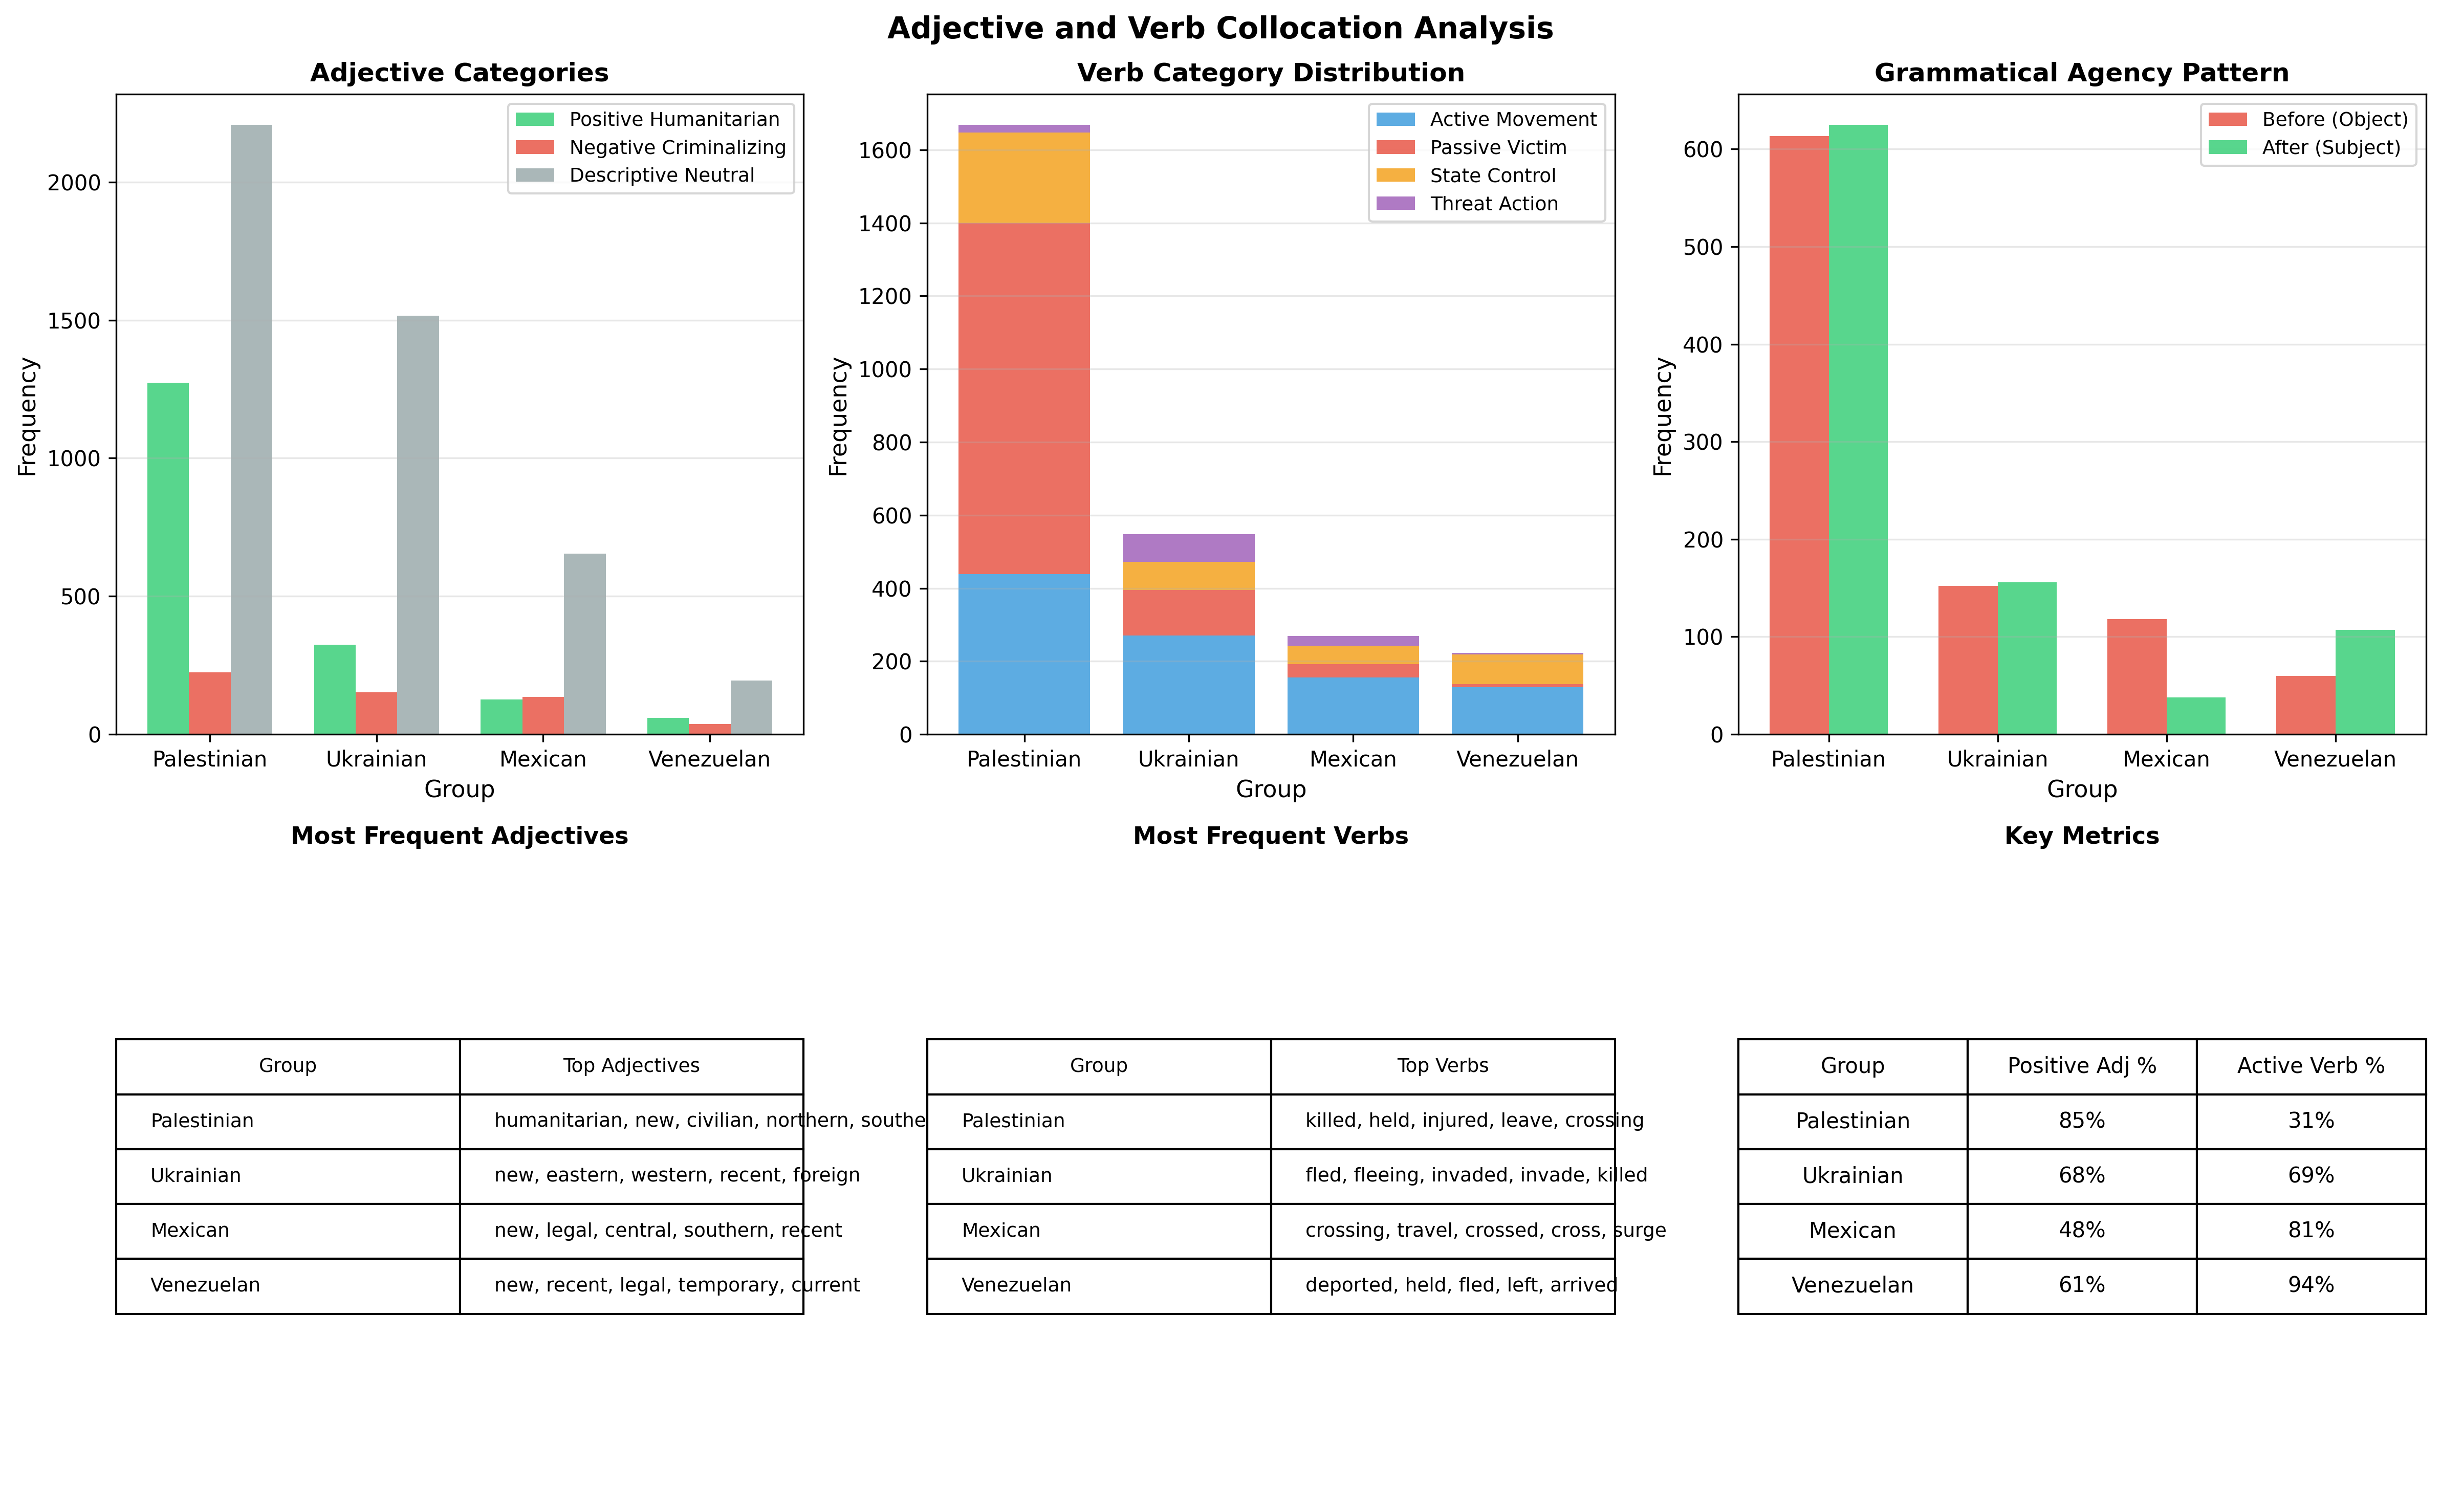 Adjective and Verb Collocation Analysis
Adjective Categories
Frequency
2000
1500
1000
500
0
Positive Humanitarian
Negative Criminalizing
Descriptive Neutral
Palestinian Ukrainian Mexican Venezuelan
Group
Verb Category Distribution
Frequency
1600
1400
1200
1000
800
600
400
200
0
Active Movement
Passive Victim
State Control
Threat Action
Palestinian Ukrainian Mexican Venezuelan
Group
Grammatical Agency Pattern
Frequency
600
500
400
300
200
100
0
Before (Object)
After (Subject)
Palestinian Ukrainian Mexican Venezuelan
Group
Most Frequent Adjectives
Group Top Adjectives
Palestinian humanitarian, new, civilian, northern, southe
Ukrainian new, eastern, western, recent, foreign
Mexican new, legal, central, southern, recent
Venezuelan new, recent, legal, temporary, current
Most Frequent Verbs
Group Top Verbs
Palestinian killed, held, injured, leave, crossing
Ukrainian fled, fleeing, invaded, invade, killed
Mexican crossing, travel, crossed, cross, surge
Venezuelan deported, held, fled, left, arrived
Key Metrics
Group Positive Adj % Active Verb %
Palestinian 85% 31%
Ukrainian 68% 69%
Mexican 48% 81%
Venezuelan 61% 94%